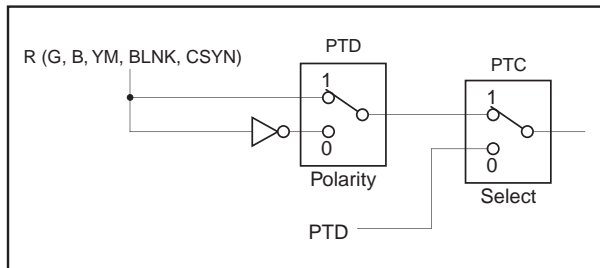 R (G, B, YM, BLNK, CSYN)
PTD
1
0
Polarity
PTC
1
0
Select
PTD